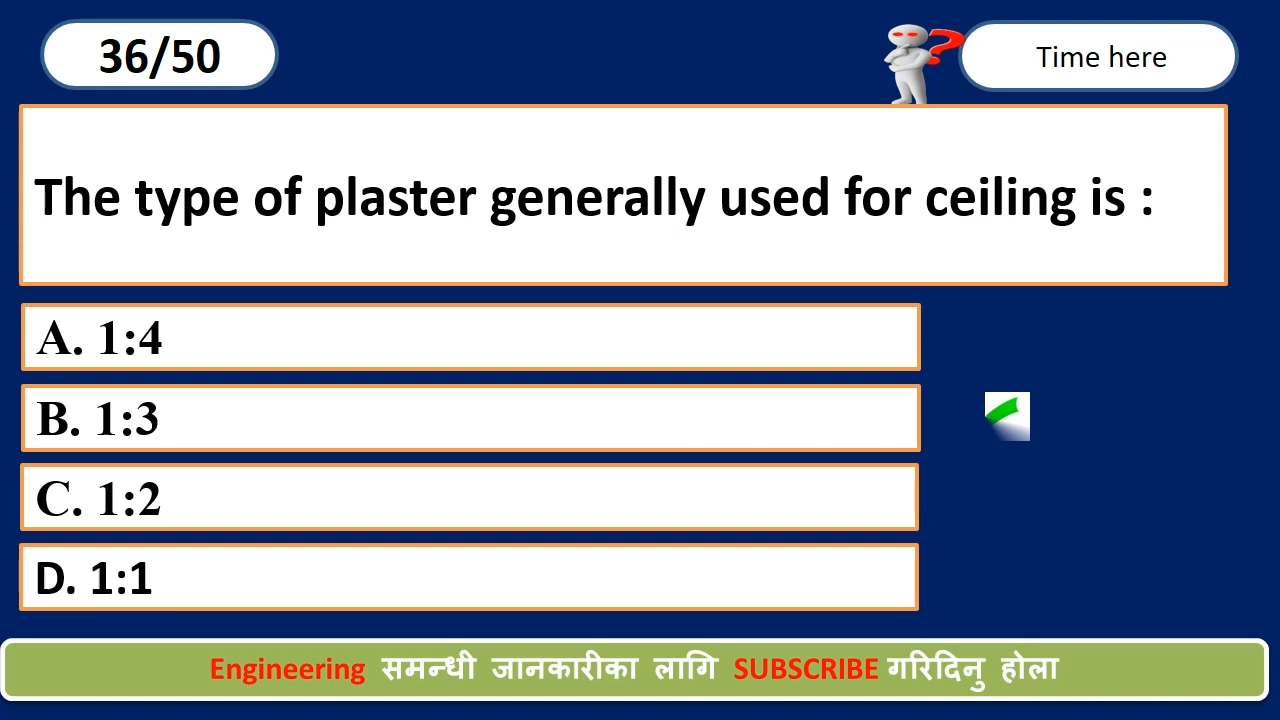 36/50
Time here
The type of plaster generally used for ceiling is :
A. 1:4
B. 1:3
C. 1:2
D. 1:1
Engineering समन्धी जानकारीका लागि SUBSCRIBE गरिदिनु होला